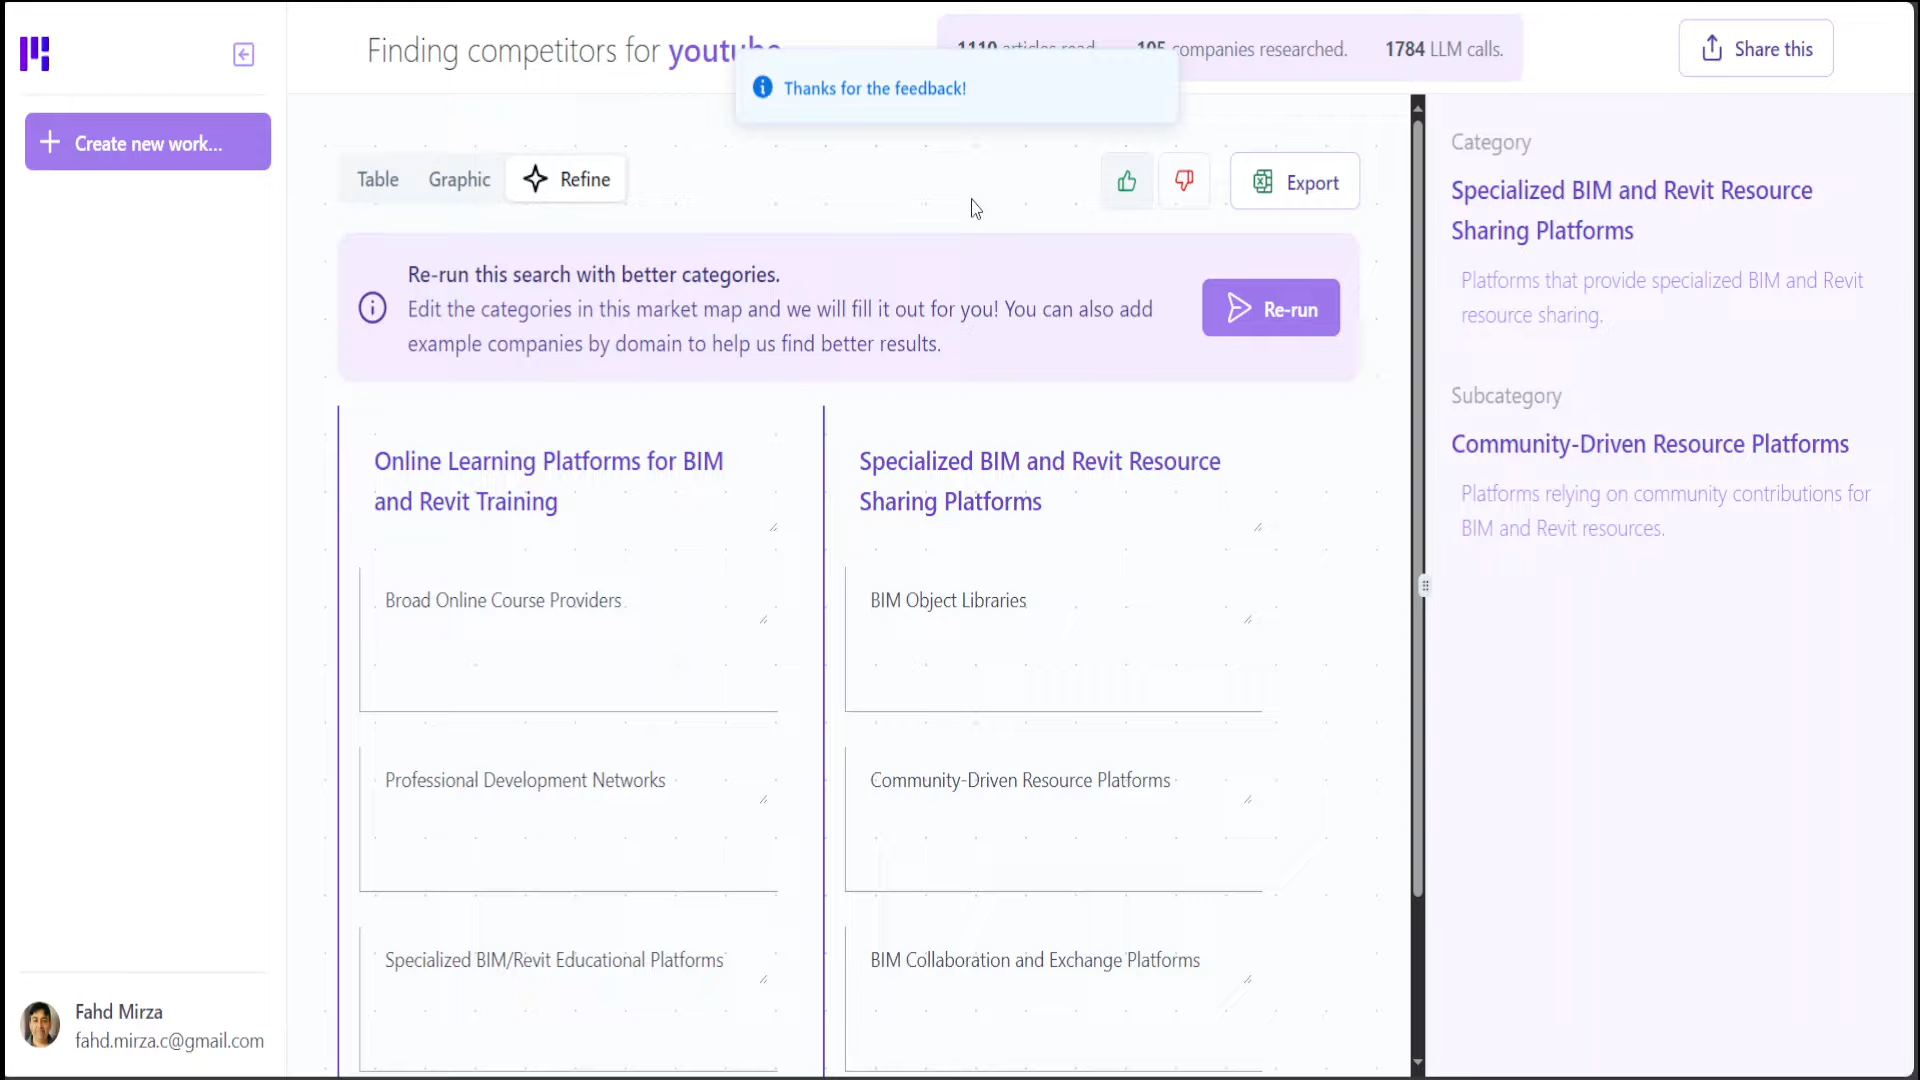 Finding competitors for youtube
1110 articles read. 105 companies researched. 1784 LLM calls.
Share this
Thanks for the feedback!
Create new work...
Table
Graphic
Refine
Export
Re-run this search with better categories.
Edit the categories in this market map and we will fill it out for you! You can also add
example companies by domain to help us find better results.
Re-run
Online Learning Platforms for BIM
and Revit Training
Broad Online Course Providers
Professional Development Networks
Specialized BIM/Revit Educational Platforms
Specialized BIM and Revit Resource
Sharing Platforms
BIM Object Libraries
Community-Driven Resource Platforms
BIM Collaboration and Exchange Platforms
Category
Specialized BIM and Revit Resource
Sharing Platforms
Platforms that provide specialized BIM and Revit
resource sharing.
Subcategory
Community-Driven Resource Platforms
Platforms relying on community contributions for
BIM and Revit resources.
Fahd Mirza
fahd.mirza.c@gmail.com